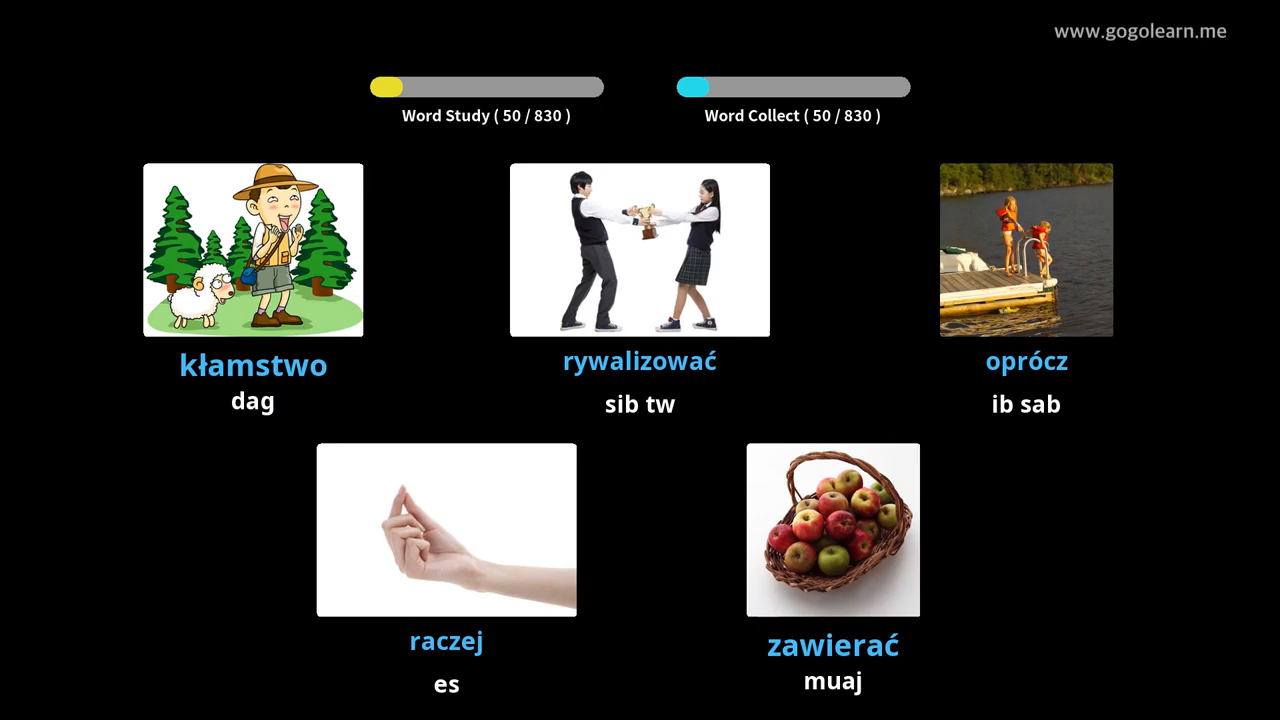 www.gogolearn.me
Word Study ( 50 / 830 )
Word Collect ( 50 / 830 )
kłamstwo
dag
rywalizować
sib tw
oprócz
ib sab
raczej
es
zawierać
muaj